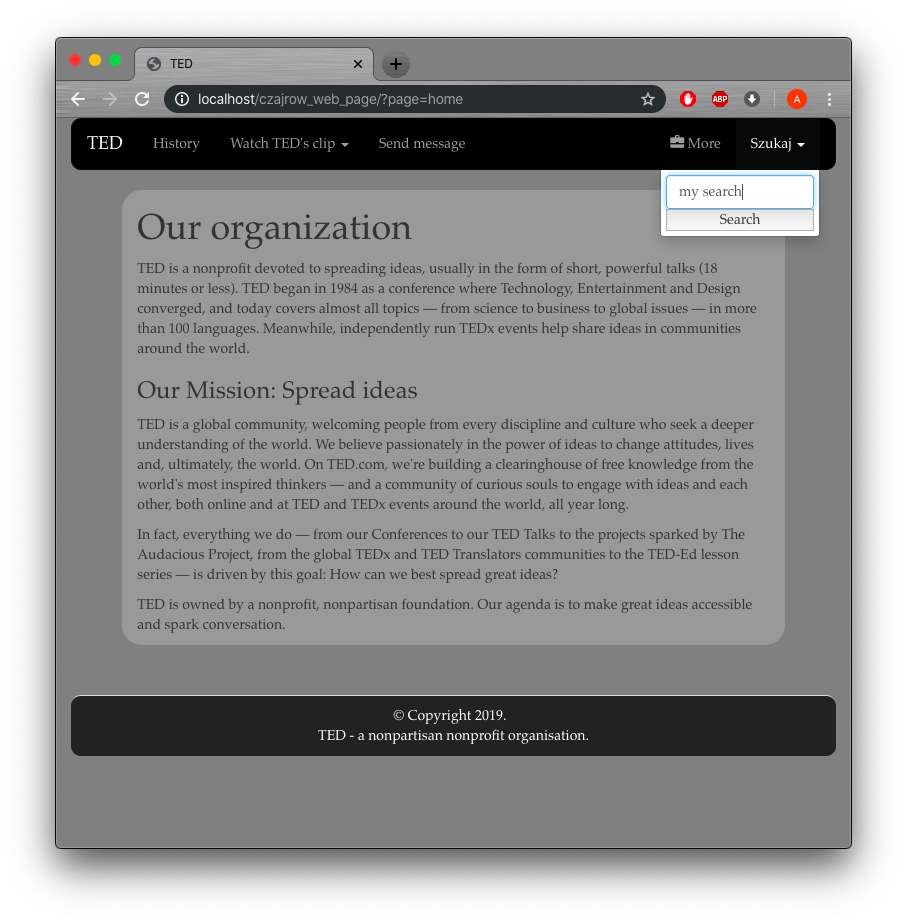 TED
localhost/czajrow_web_page/?page=home
ABP
A
TED History Watch TED's clip Send message More Szukaj
my search
Search
Our organization
TED is a nonprofit devoted to spreading ideas, usually in the form of short, powerful talks (18
minutes or less). TED began in 1984 as a conference where Technology, Entertainment and Design
converged, and today covers almost all topics — from science to business to global issues — in more
than 100 languages. Meanwhile, independently run TEDx events help share ideas in communities
around the world.
Our Mission: Spread ideas
TED is a global community, welcoming people from every discipline and culture who seek a deeper
understanding of the world. We believe passionately in the power of ideas to change attitudes, lives
and, ultimately, the world. On TED.com, we're building a clearinghouse of free knowledge from the
world's most inspired thinkers — and a community of curious souls to engage with ideas and each
other, both online and at TED and TEDx events around the world, all year long.
In fact, everything we do — from our Conferences to our TED Talks to the projects sparked by The
Audacious Project, from the global TEDx and TED Translators communities to the TED-Ed lesson
series — is driven by this goal: How can we best spread great ideas?
TED is owned by a nonprofit, nonpartisan foundation. Our agenda is to make great ideas accessible
and spark conversation.
© Copyright 2019.
TED - a nonpartisan nonprofit organisation.